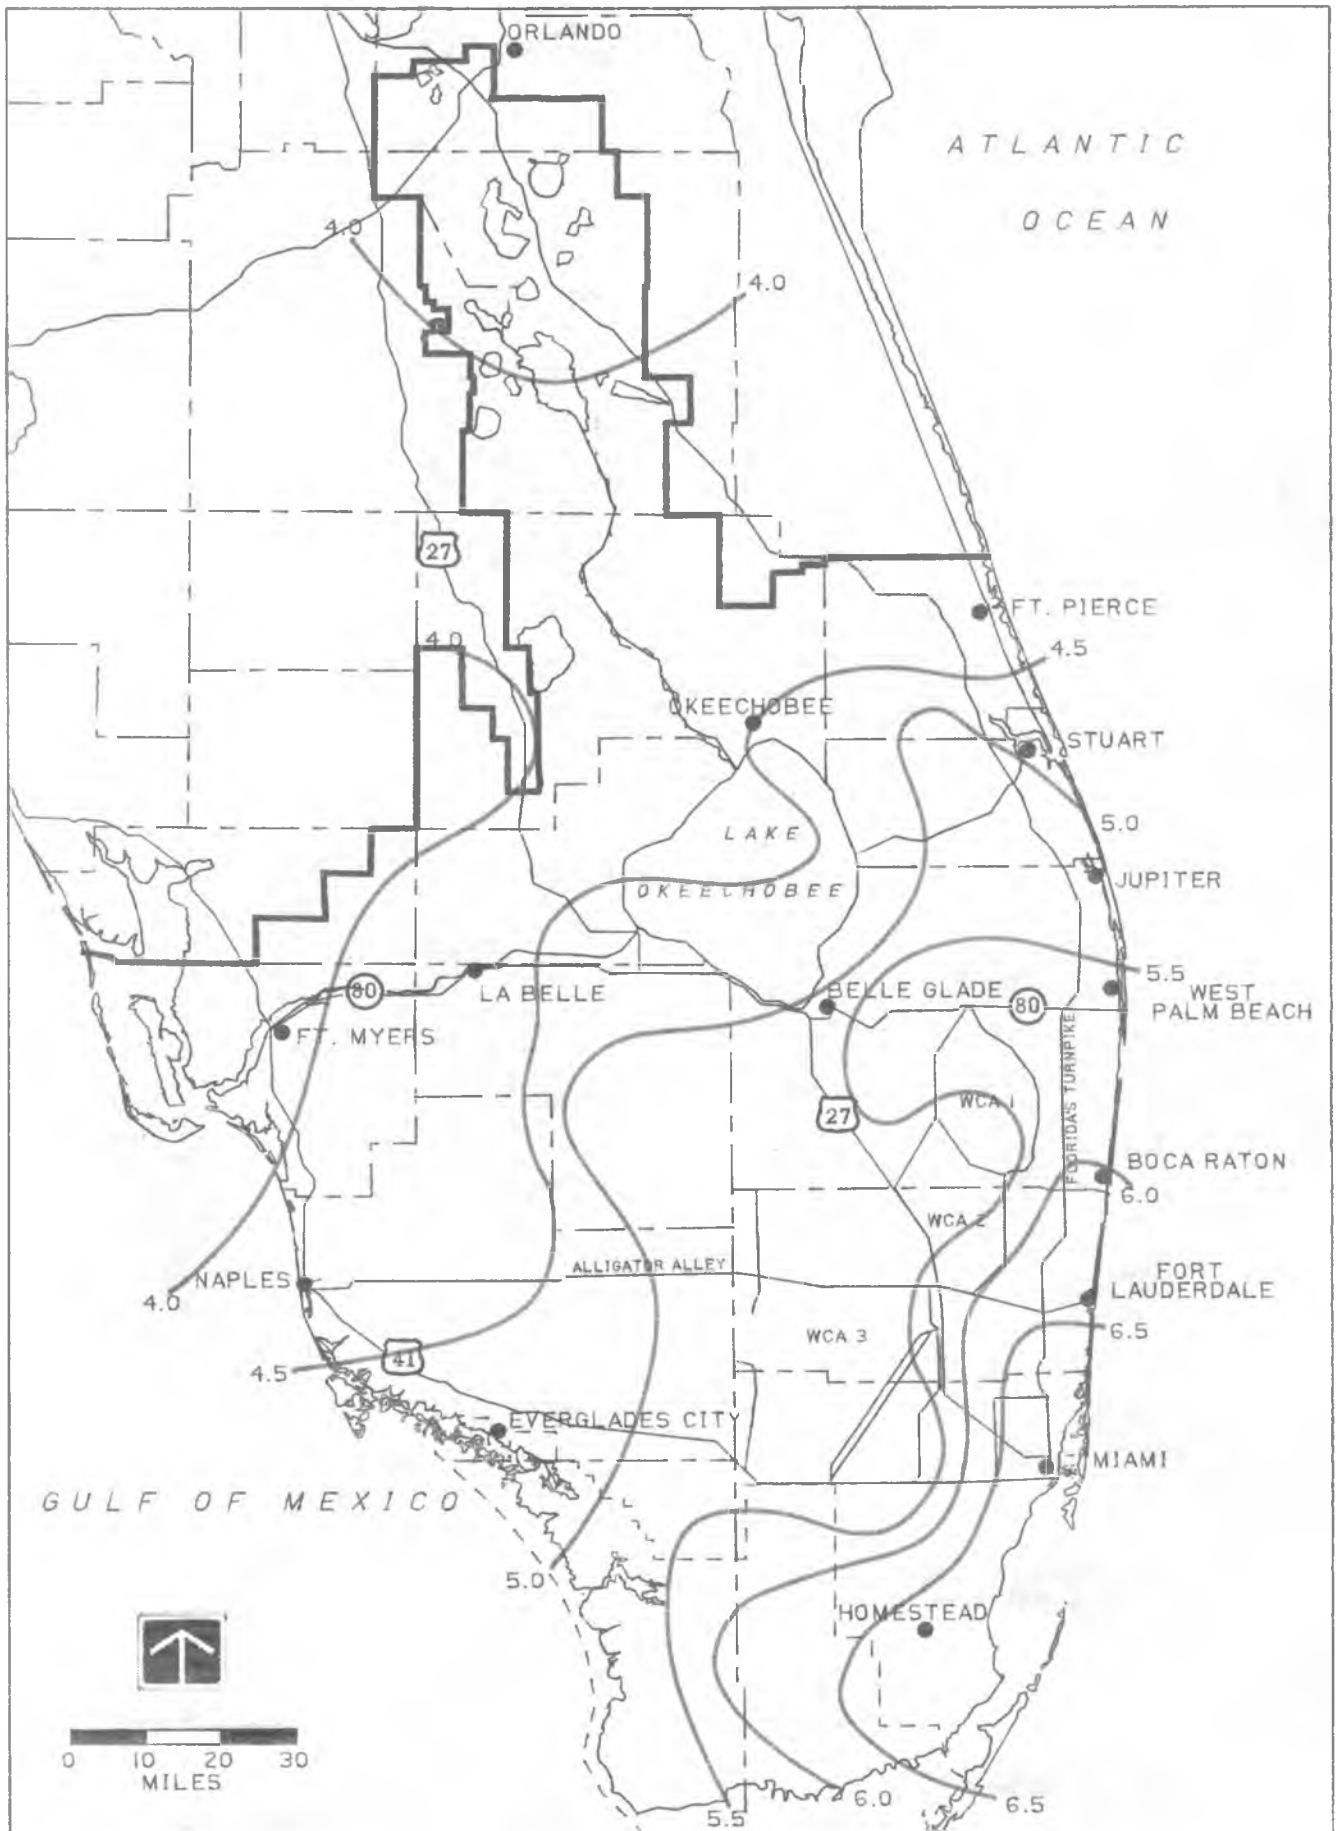 ORLANDO
ATLANTIC
OCEAN
4.0
4.0
27
FT. PIERCE
4.0
4.5
OKEECHOBEE
STUART
5.0
LAKE
JUPITER
OKEECHOBEE
5.5
80
LA BELLE
BELLE GLADE
80
WEST
PALM BEACH
FT. MYERS
FLORIDAS TURNPIKE
WCA 1
27
BOCA RATON
6.0
WCA 2
ALLIGATOR ALLEY
NAPLES
FORT
LAUDERDALE
4.0
WCA 3
6.5
41
4.5
EVERGLADES CITY
MIAMI
GULF OF MEXICO
5.0
HOMESTEAD
0 10 20 30
MILES
6.0
6.5
5.5